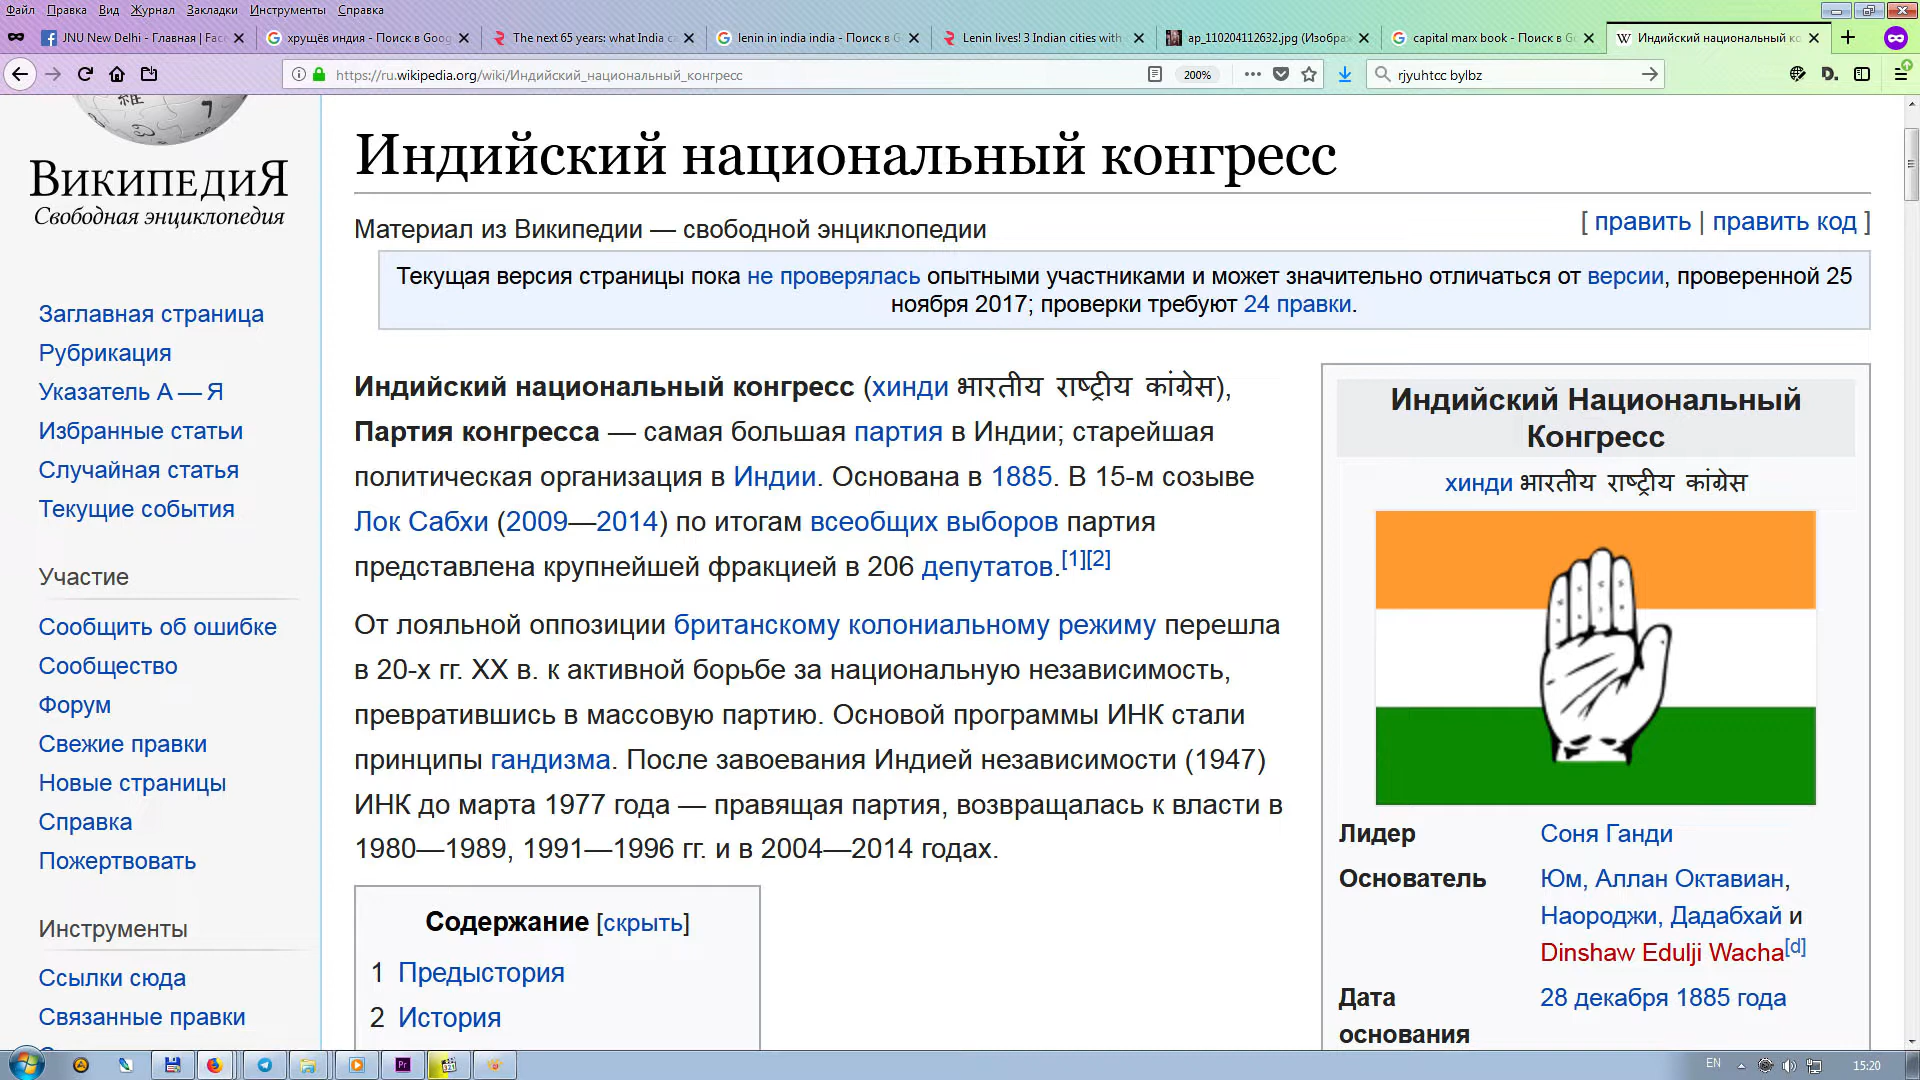 Файл Правка Вид Журнал Закладки Инструменты Справка
JNU New Delhi - Главная | Face
хрущёв индия - Поиск в Goog
The next 65 years: what India c
lenin in india india - Поиск в G
Lenin lives! 3 Indian cities with
ap_110204112632.jpg (Изображ
capital marx book - Поиск в Go
Индийский национальный ко
https://ru.wikipedia.org/wiki/Индийский_национальный_конгресс
200%
rjyuhtcc bylbz
ВИКИПЕДИЯ
Свободная энциклопедия
Заглавная страница
Рубрикация
Указатель А — Я
Избранные статьи
Случайная статья
Текущие события
Участие
Сообщить об ошибке
Сообщество
Форум
Свежие правки
Новые страницы
Справка
Пожертвовать
Инструменты
Ссылки сюда
Связанные правки
Индийский национальный конгресс
[ править | править код ]
Материал из Википедии — свободной энциклопедии
Текущая версия страницы пока не проверялась опытными участниками и может значительно отличаться от версии, проверенной 25
ноября 2017; проверки требуют 24 правки.
Индийский национальный конгресс (хинди भारतीय राष्ट्रीय कांग्रेस),
Партия конгресса — самая большая партия в Индии; старейшая
политическая организация в Индии. Основана в 1885. В 15-м созыве
Лок Сабхи (2009—2014) по итогам всеобщих выборов партия
представлена крупнейшей фракцией в 206 депутатов.[1][2]
От лояльной оппозиции британскому колониальному режиму перешла
в 20-х гг. XX в. к активной борьбе за национальную независимость,
превратившись в массовую партию. Основой программы ИНК стали
принципы гандизма. После завоевания Индией независимости (1947)
ИНК до марта 1977 года — правящая партия, возвращалась к власти в
1980—1989, 1991—1996 гг. и в 2004—2014 годах.
Содержание [скрыть]
1 Предыстория
2 История
Индийский Национальный
Конгресс
хинди भारतीय राष्ट्रीय कांग्रेस
Лидер Соня Ганди
Основатель Юм, Аллан Октавиан,
Наороджи, Дадабхай и
Dinshaw Edulji Wacha[d]
Дата 28 декабря 1885 года
основания
EN
15:20